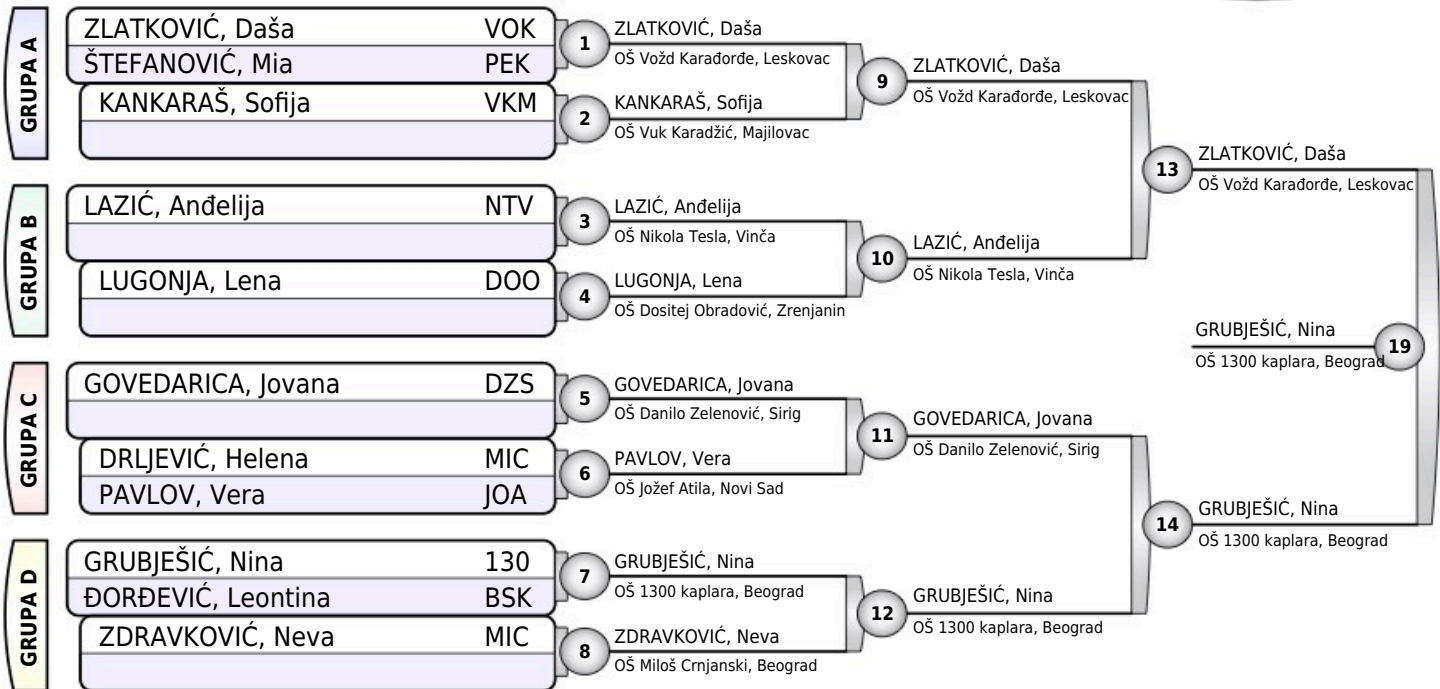 GRUPA A
ZLATKOVIĆ, Daša VOK
ŠTEFANOVIĆ, Mia PEK
KANKARAŠ, Sofija VKM
1
ZLATKOVIĆ, Daša
OŠ Vožd Karađorđe, Leskovac
2
KANKARAŠ, Sofija
OŠ Vuk Karadžić, Majilovac
9
ZLATKOVIĆ, Daša
OŠ Vožd Karađorđe, Leskovac
GRUPA B
LAZIĆ, Anđelija NTV
LUGONJA, Lena DOO
3
LAZIĆ, Anđelija
OŠ Nikola Tesla, Vinča
4
LUGONJA, Lena
OŠ Dositej Obradović, Zrenjanin
10
LAZIĆ, Anđelija
OŠ Nikola Tesla, Vinča
13
ZLATKOVIĆ, Daša
OŠ Vožd Karađorđe, Leskovac
GRUPA C
GOVEDARICA, Jovana DZS
DRLJEVIĆ, Helena MIC
PAVLOV, Vera JOA
5
GOVEDARICA, Jovana
OŠ Danilo Zelenović, Sirig
6
PAVLOV, Vera
OŠ Jožef Atila, Novi Sad
11
GOVEDARICA, Jovana
OŠ Danilo Zelenović, Sirig
GRUPA D
GRUBJEŠIĆ, Nina 130
ĐORĐEVIĆ, Leontina BSK
ZDRAVKOVIĆ, Neva MIC
7
GRUBJEŠIĆ, Nina
OŠ 1300 kaplara, Beograd
8
ZDRAVKOVIĆ, Neva
OŠ Miloš Crnjanski, Beograd
12
GRUBJEŠIĆ, Nina
OŠ 1300 kaplara, Beograd
14
GRUBJEŠIĆ, Nina
OŠ 1300 kaplara, Beograd
GRUBJEŠIĆ, Nina
OŠ 1300 kaplara, Beograd
19